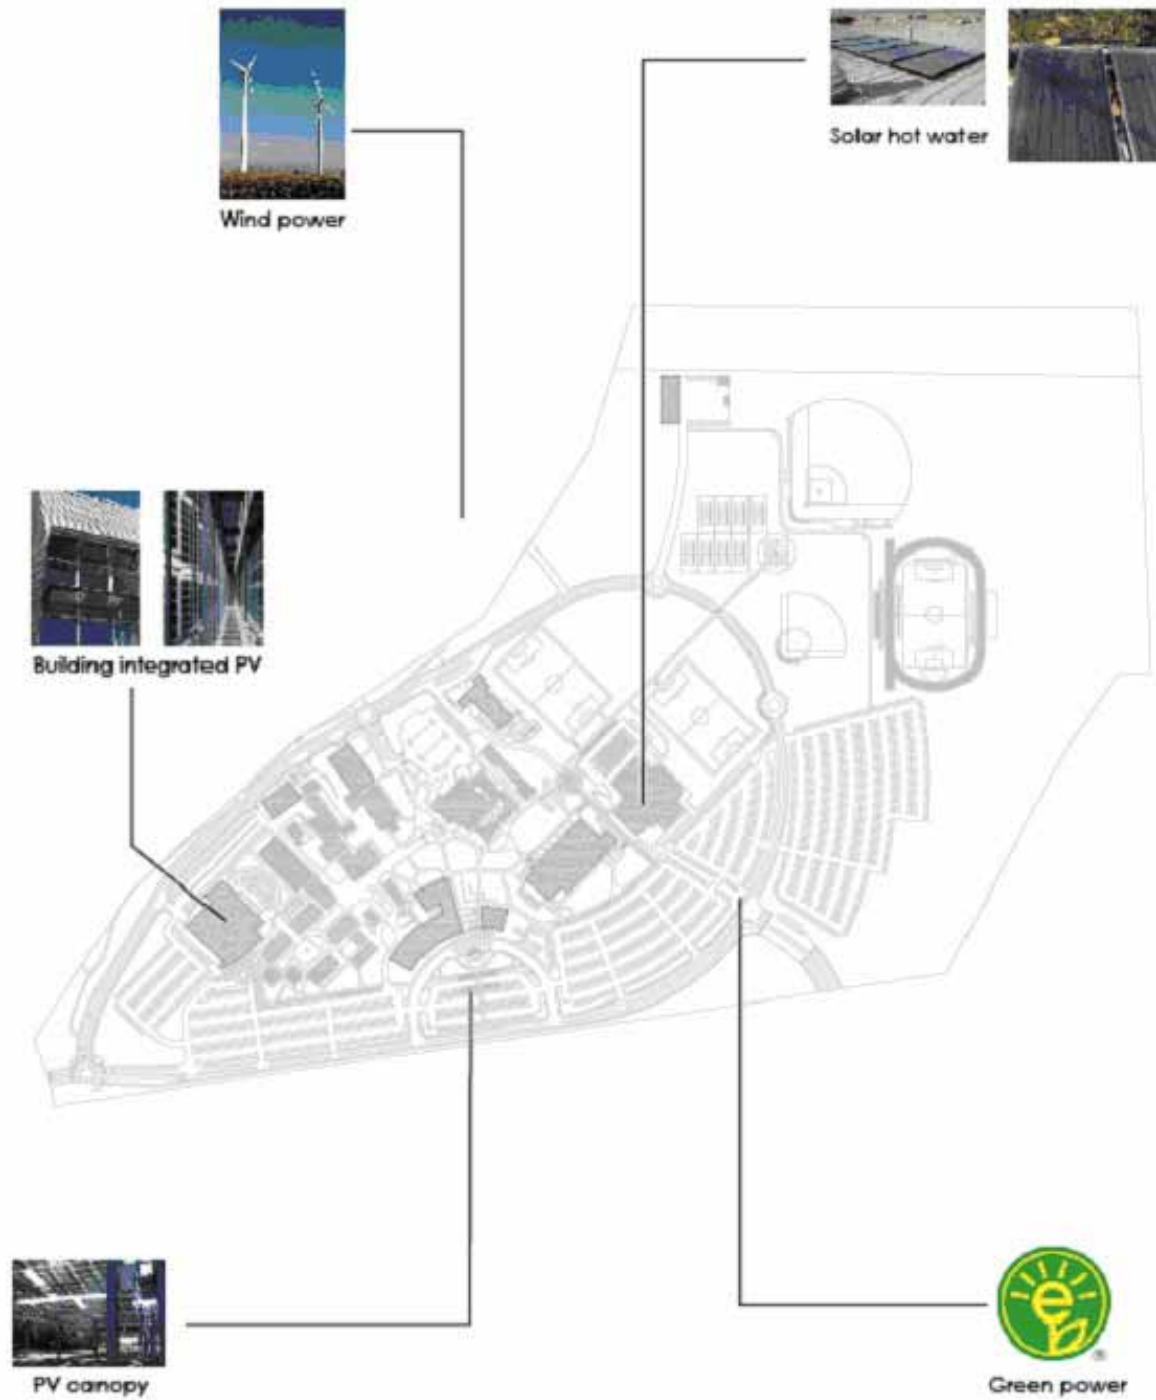 Wind power
Solar hot water
Building integrated PV
PV canopy
e
®
Green power